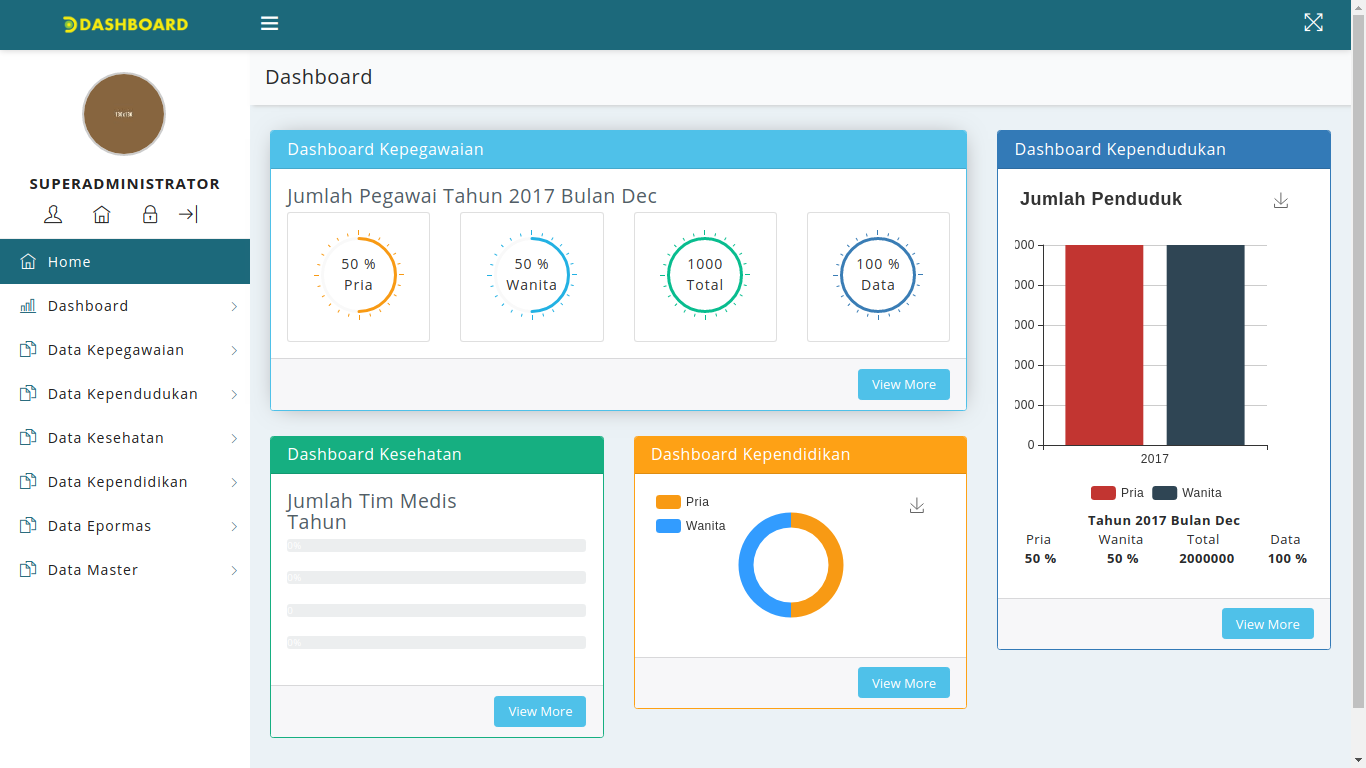 DASHBOARD
Dashboard
SUPERADMINISTRATOR
Home
Dashboard
Data Kepegawaian
Data Kependudukan
Data Kesehatan
Data Kependidikan
Data Epormas
Data Master
Dashboard Kepegawaian
Jumlah Pegawai Tahun 2017 Bulan Dec
50 %
Pria
50 %
Wanita
1000
Total
100 %
Data
View More
Dashboard Kesehatan
Jumlah Tim Medis
Tahun
0%
0%
0
0%
View More
Dashboard Kependidikan
Pria
Wanita
View More
Dashboard Kependudukan
Jumlah Penduduk
000
000
000
000
000
0
2017
Pria Wanita
Tahun 2017 Bulan Dec
Pria Wanita Total Data
50 % 50 % 2000000 100 %
View More